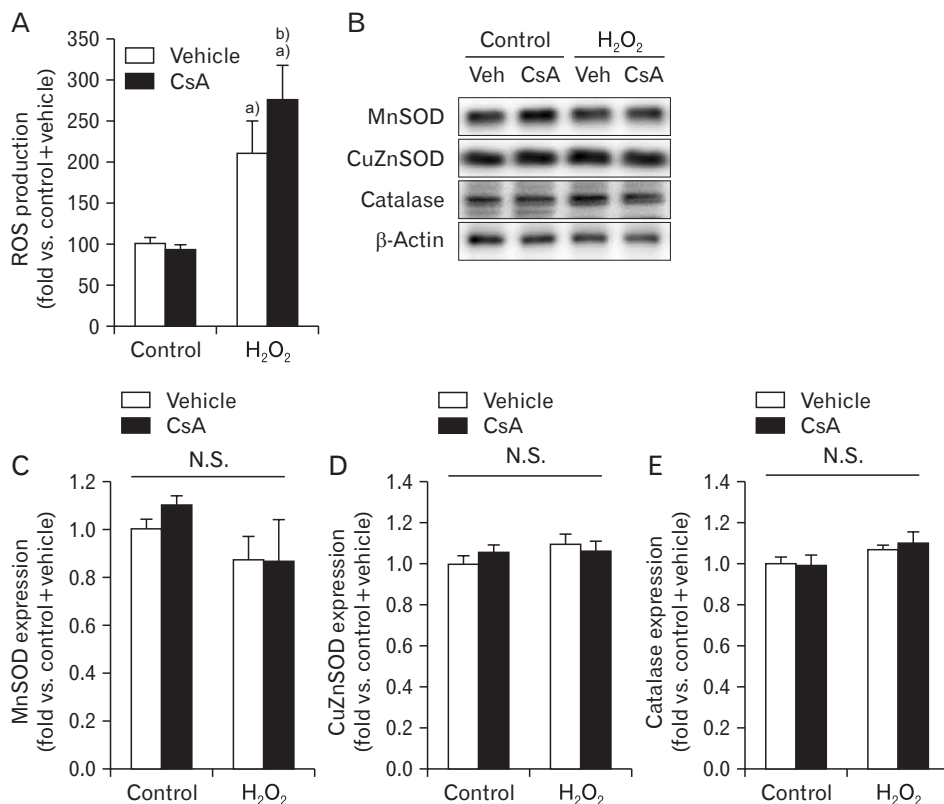 A
ROS production
(fold vs. control+vehicle)
350
300
250
200
150
100
50
0
Vehicle
CsA
a)
b)
a)
Control
H₂O₂
B
Control
H₂O₂
Veh
CsA
Veh
CsA
MnSOD
CuZnSOD
Catalase
β-Actin
Vehicle
CsA
C
N.S.
MnSOD expression
(fold vs. control+vehicle)
1.2
1.0
0.8
0.6
0.4
0.2
0.0
Control
H₂O₂
Vehicle
CsA
D
N.S.
CuZnSOD expression
(fold vs. control+vehicle)
1.4
1.2
1.0
0.8
0.6
0.4
0.2
0.0
Control
H₂O₂
Vehicle
CsA
E
N.S.
Catalase expression
(fold vs. control+vehicle)
1.4
1.2
1.0
0.8
0.6
0.4
0.2
0.0
Control
H₂O₂